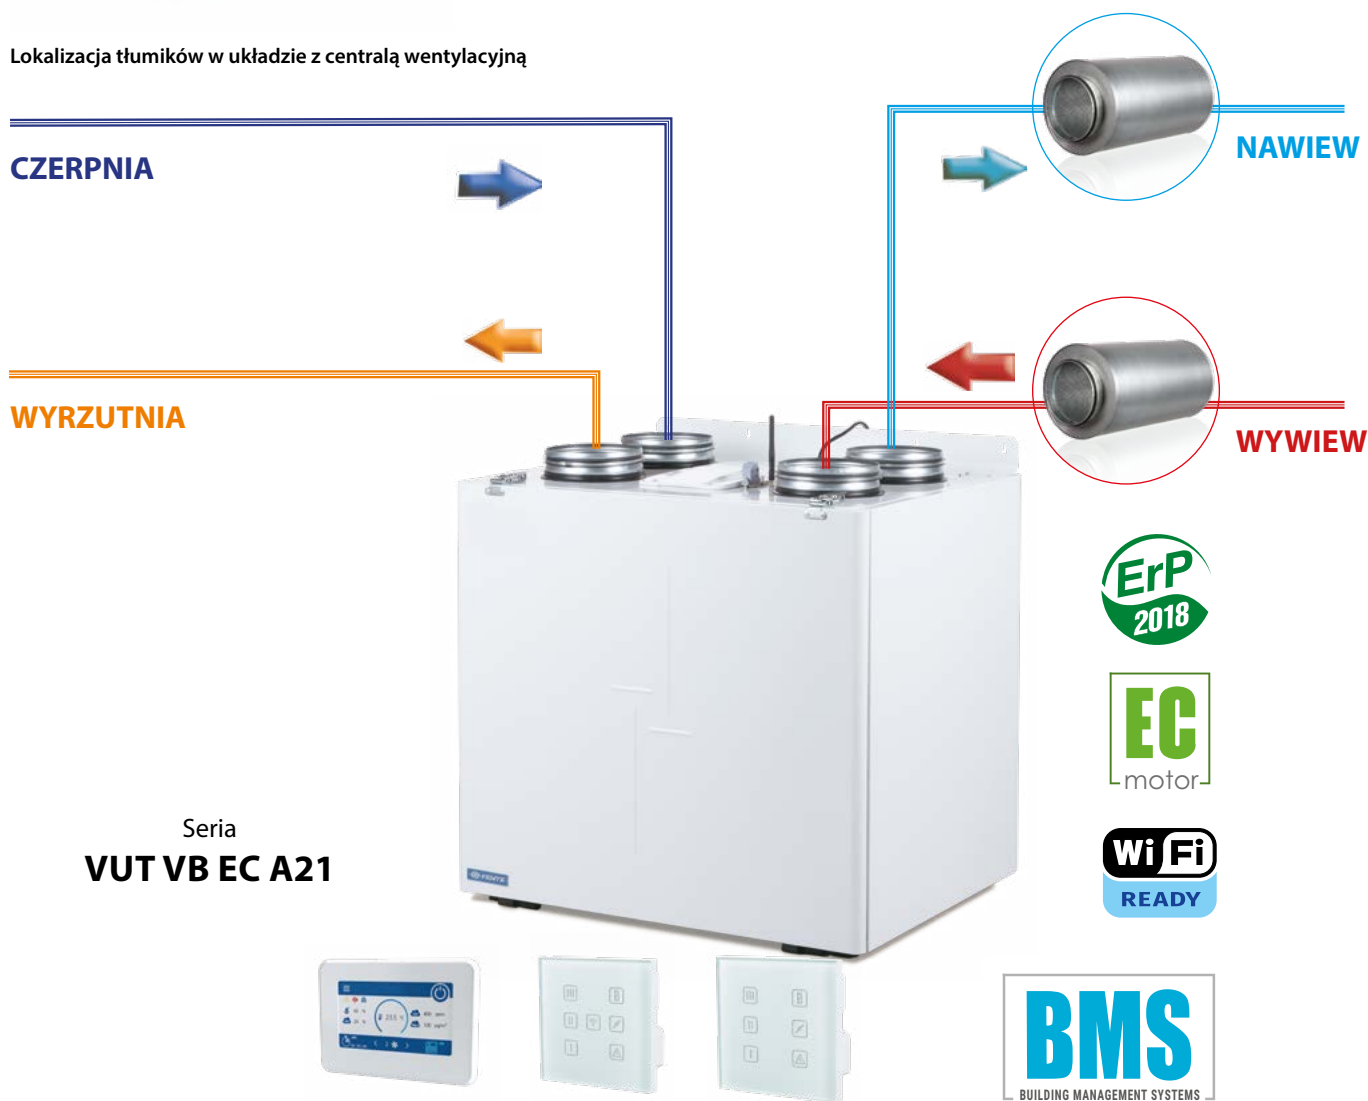 Lokalizacja tłumików w układzie z centralą wentylacyjną
CZERPNIA
NAWIEW
WYRZUTNIA
WYWIEW
ErP
2018
EC
motor
Wi Fi
READY
Seria
VUT VB EC A21
VENTS
BMS
BUILDING MANAGEMENT SYSTEMS